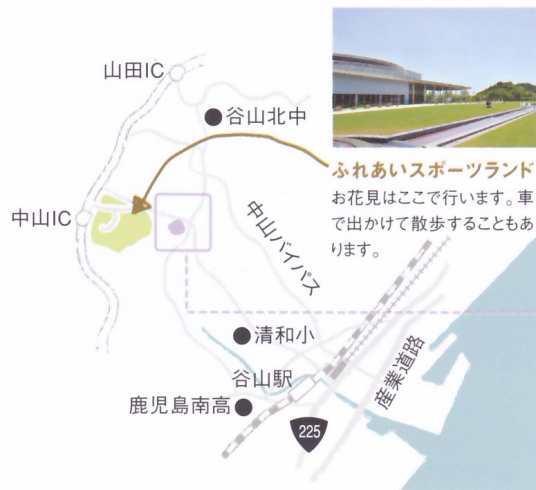 山田IC
谷山北中
ふれあいスポーツランド
お花見はここで行います。車
で出かけて散歩することもあ
ります。
中山IC
中山バイパス
清和小
谷山駅
産業道路
鹿児島南高
225